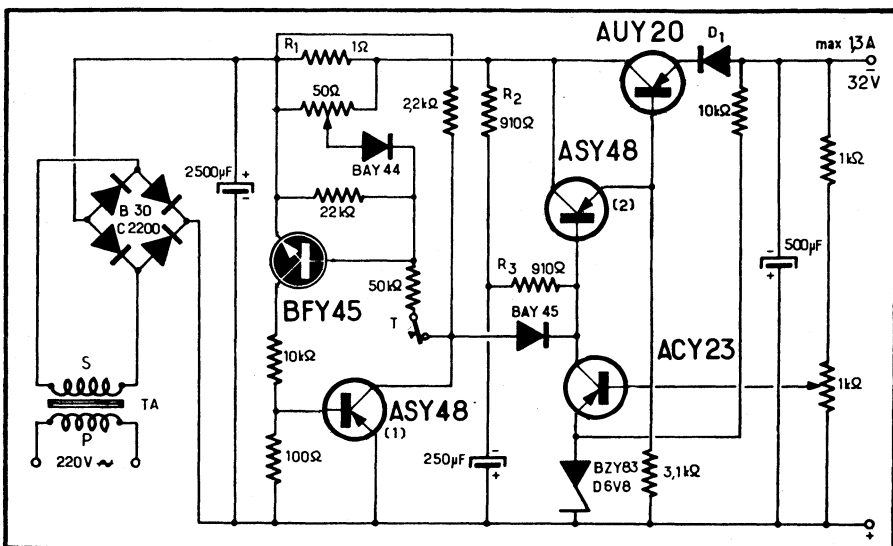 AUY20
D1
max 1,3A
−
32V
R1
1Ω
50Ω
2,2kΩ
R2
910Ω
10kΩ
1kΩ
BAY 44
ASY48
(2)
2500µF
+
-
B 30
C 2200
22kΩ
BFY45
50kΩ
T
R3
910Ω
BAY 45
-
500µF
+
ACY23
1kΩ
10kΩ
ASY48
(1)
100Ω
S
TA
P
220V ~
-
250µF
+
BZY83
D6V8
3,1kΩ
+